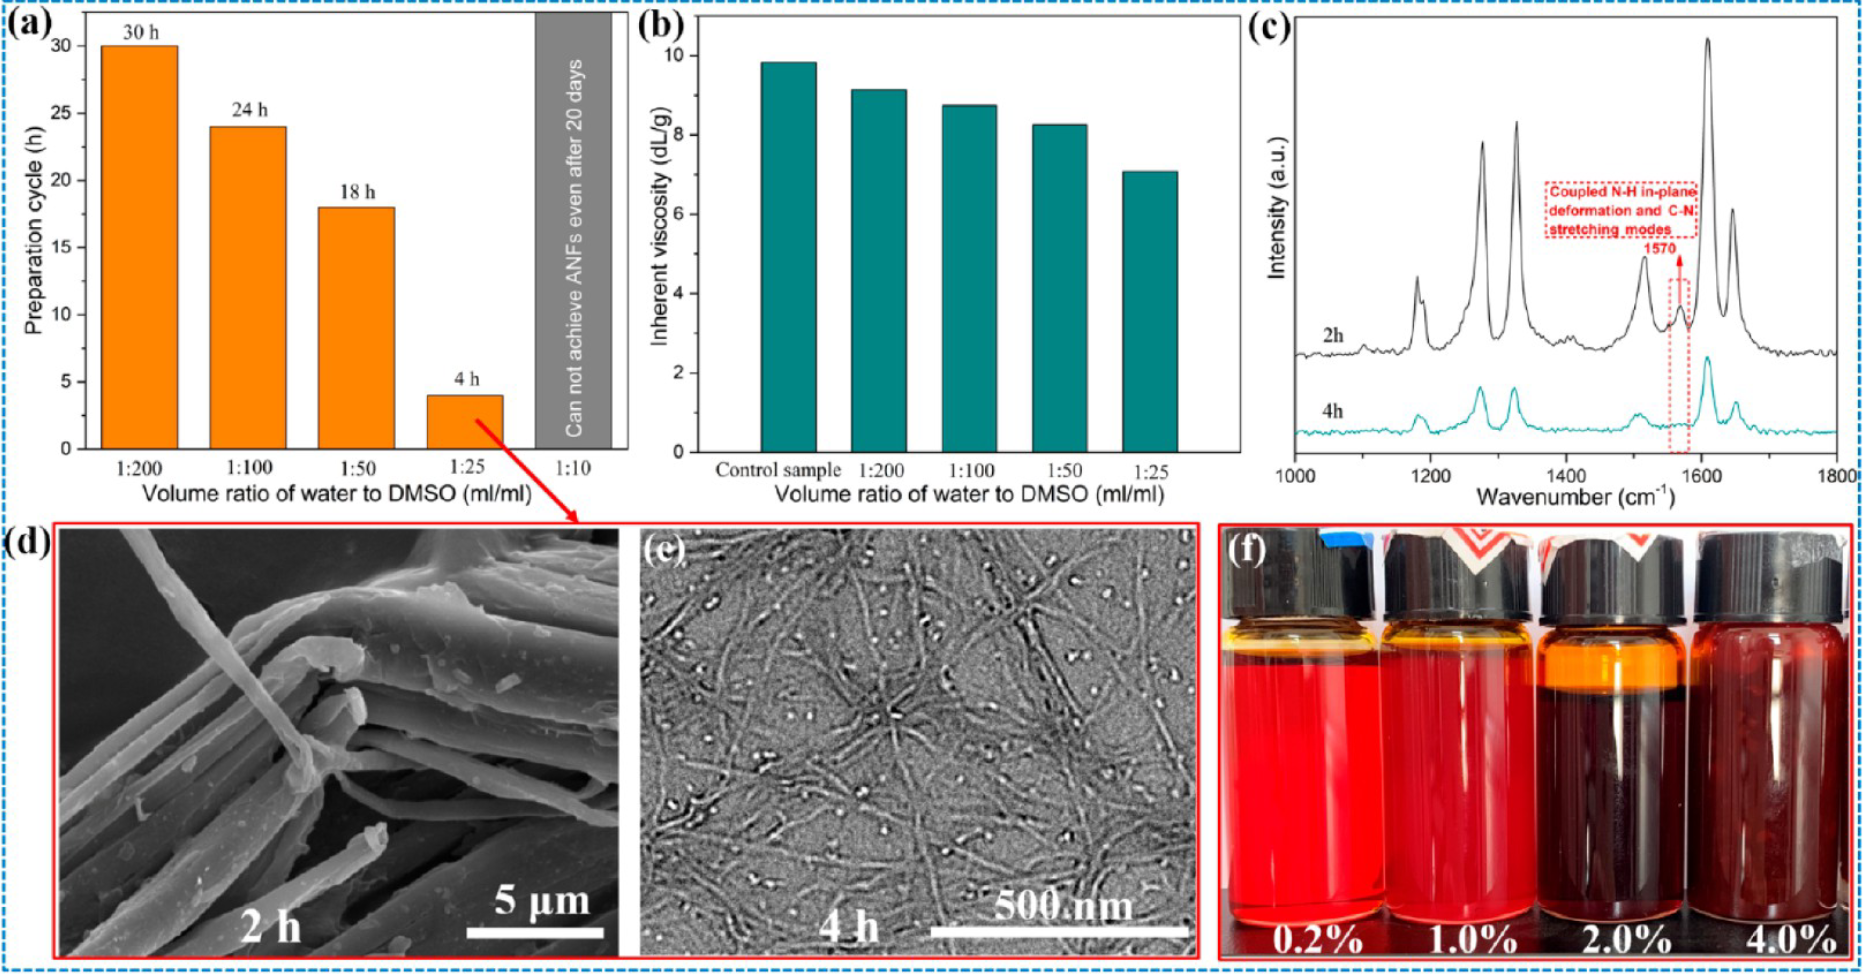 (a)
30 h
24 h
18 h
4 h
Can not achieve ANFs even after 20 days
30
25
20
15
10
5
0
Preparation cycle (h)
1:200 1:100 1:50 1:25 1:10
Volume ratio of water to DMSO (ml/ml)
(b)
10
8
6
4
2
0
Inherent viscosity (dL/g)
Control sample 1:200 1:100 1:50 1:25
Volume ratio of water to DMSO (ml/ml)
(c)
Intensity (a.u.)
Coupled N-H in-plane
deformation and C-N
stretching modes
1570
2h
4h
1000 1200 1400 1600 1800
Wavenumber (cm⁻¹)
(d)
2 h
5 μm
(e)
4 h
500 nm
(f)
0.2% 1.0% 2.0% 4.0%